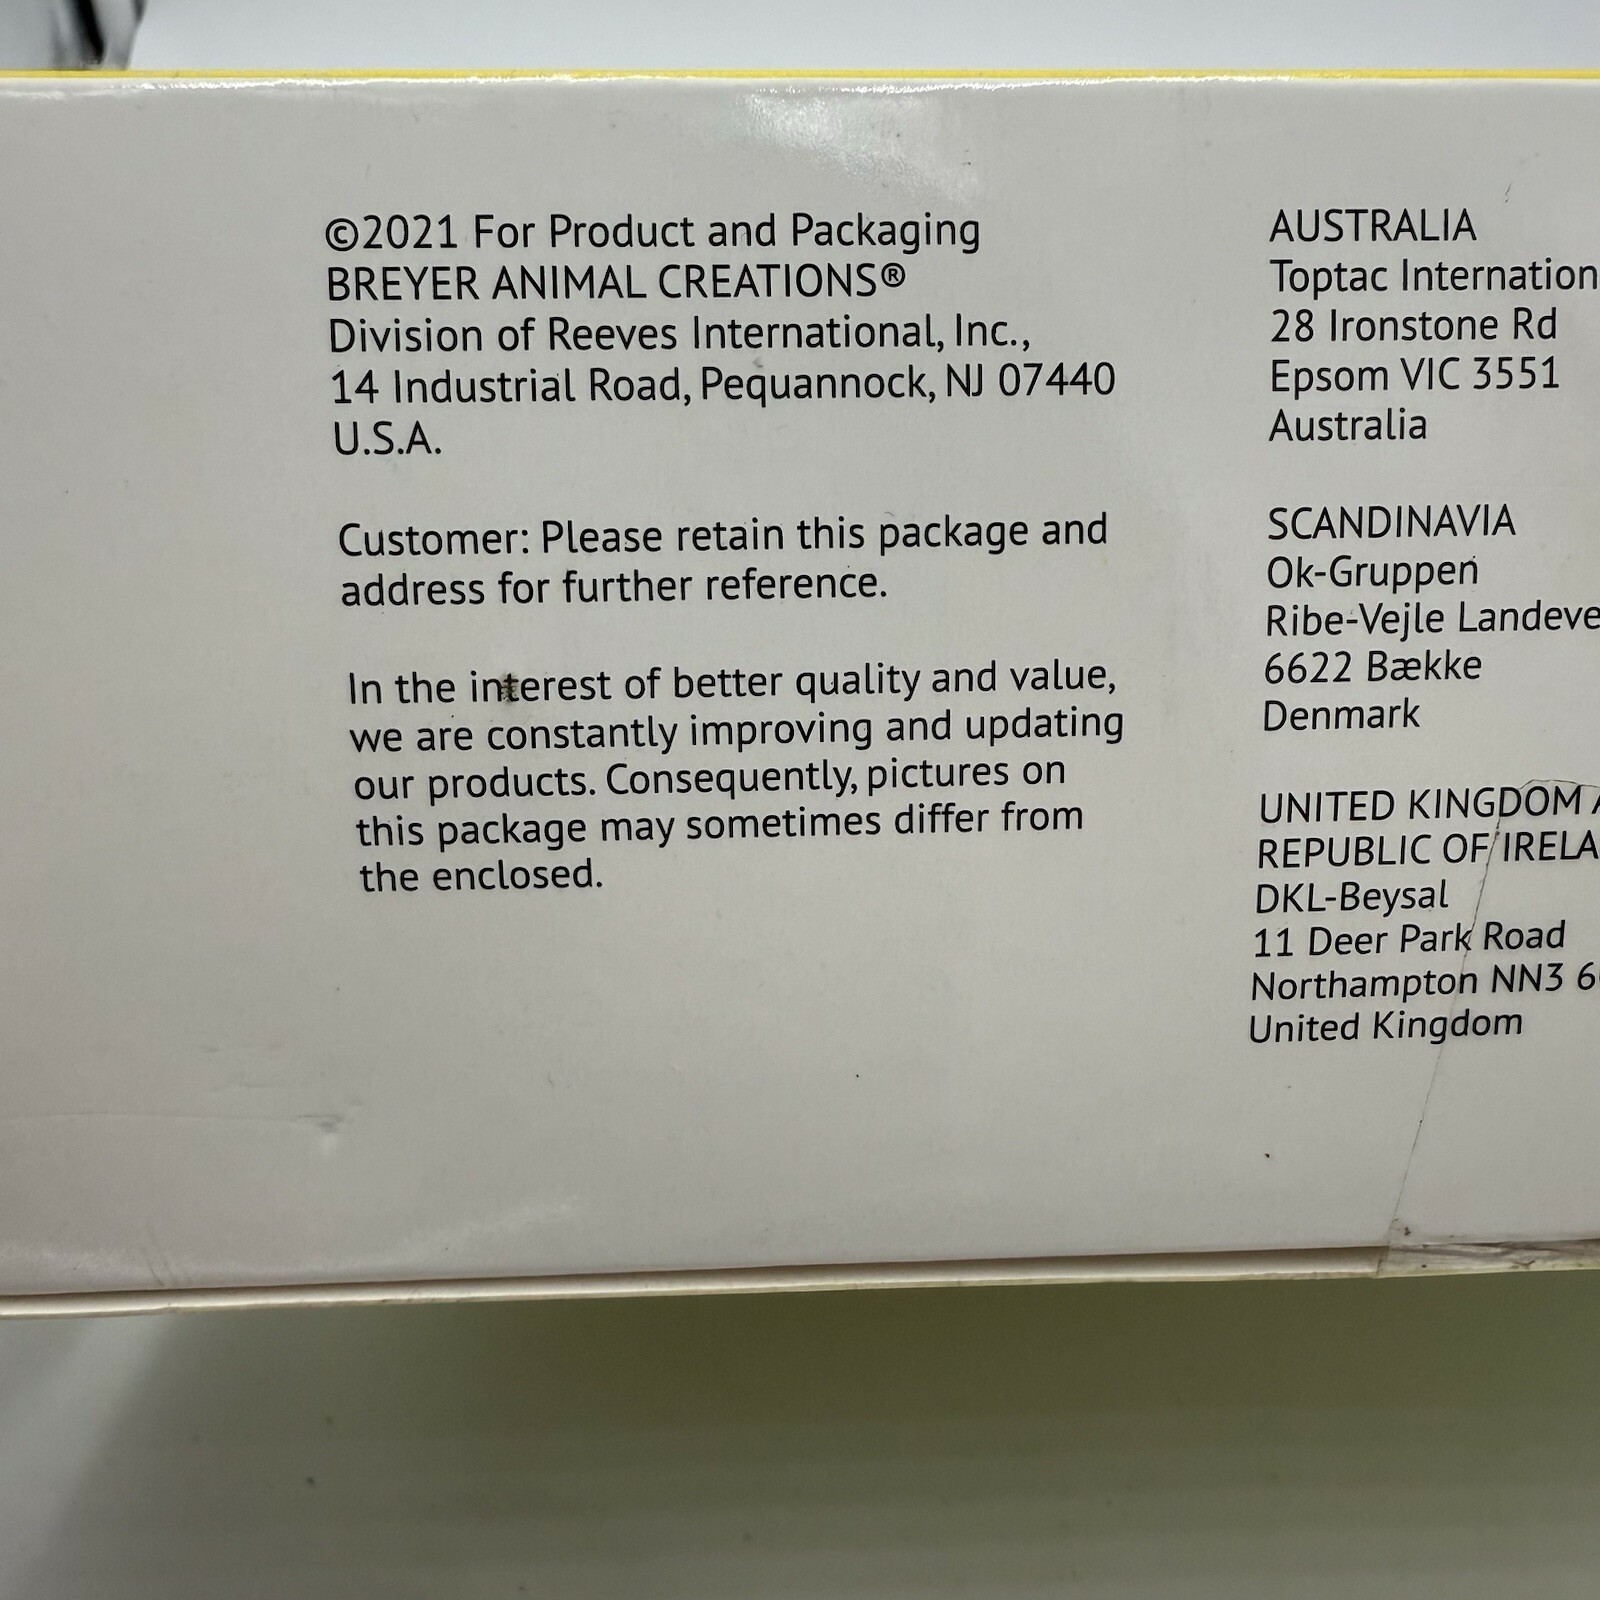 ©2021 For Product and Packaging
BREYER ANIMAL CREATIONS®
Division of Reeves International, Inc.,
14 Industrial Road, Pequannock, NJ 07440
U.S.A.
Customer: Please retain this package and
address for further reference.
In the interest of better quality and value,
we are constantly improving and updating
our products. Consequently, pictures on
this package may sometimes differ from
the enclosed.
AUSTRALIA
Toptac
28 Ironstone Rd
Epsom VIC 3551
Australia
SCANDINAVIA
Ok-Gruppen
Ribe-Vejle
6622 Bække
Denmark
UNITED KINGDOM
REPUBLIC OF
DKL-Beysal
11 Deer Park Road
Northampton NN3
United Kingdom